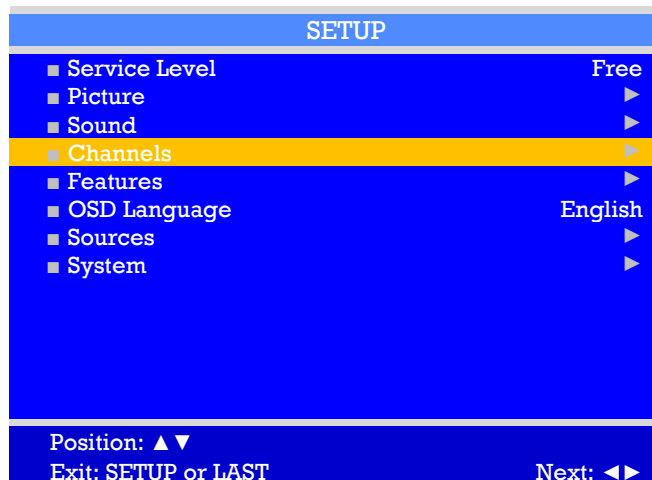 SETUP
■ Service Level Free
■ Picture ►
■ Sound ►
■ Channels ►
■ Features ►
■ OSD Language English
■ Sources ►
■ System ►
Position: ▲▼
Exit: SETUP or LAST Next: ◄►